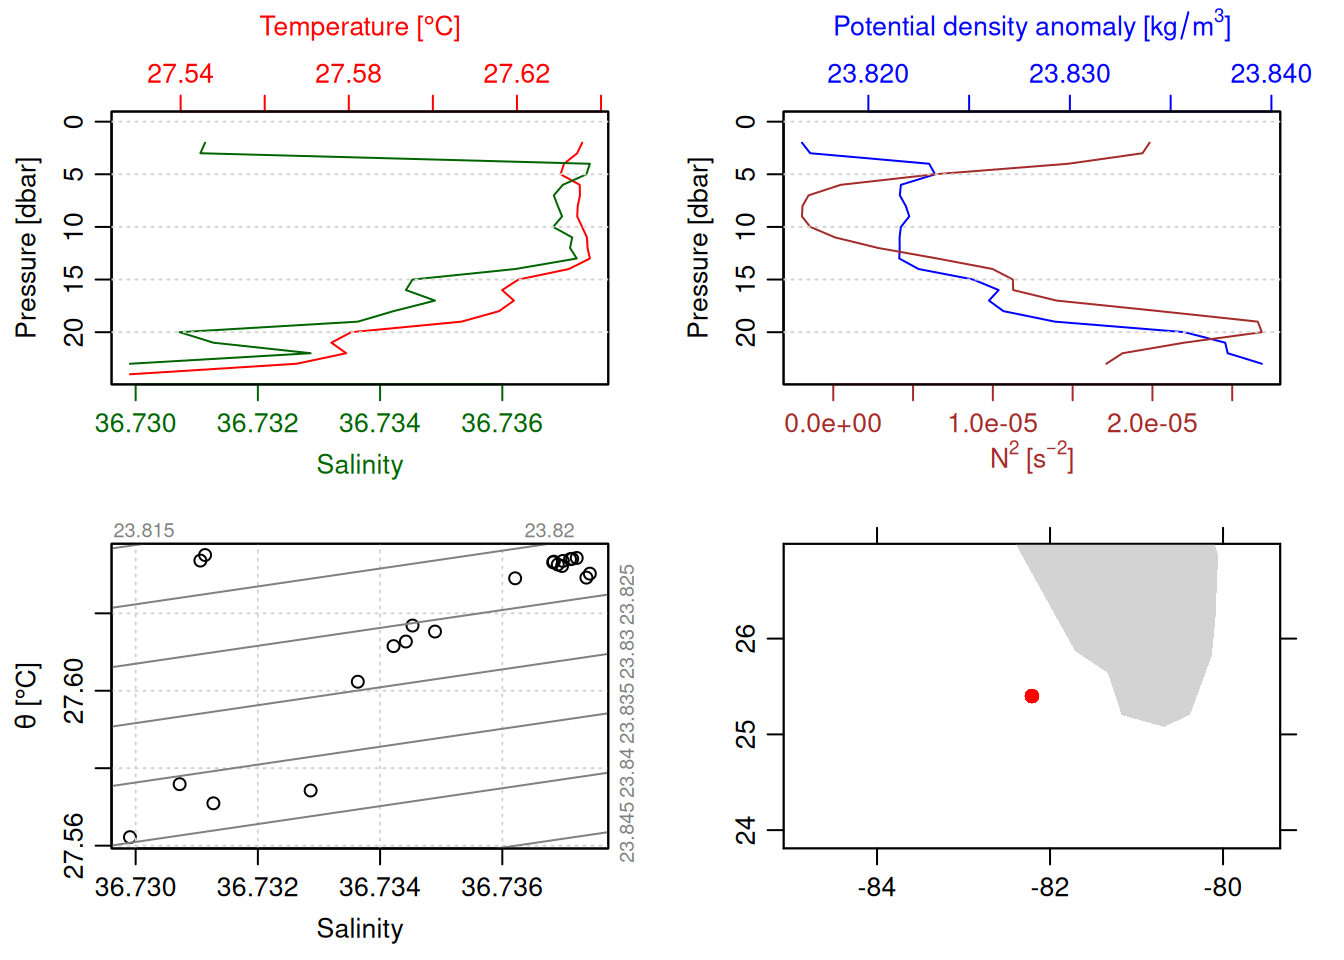 Temperature [°C]
27.54 27.58 27.62
Pressure [dbar]
0 5 10 15 20
36.730 36.732 36.734 36.736
Salinity
Potential density anomaly [kg/m³]
23.820 23.830 23.840
Pressure [dbar]
0 5 10 15 20
0.0e+00 1.0e-05 2.0e-05
N² [s⁻²]
23.815 23.82
23.825
23.83
23.835
23.84
23.845
θ [°C]
27.60
27.56
36.730 36.732 36.734 36.736
Salinity
26
25
24
-84 -82 -80